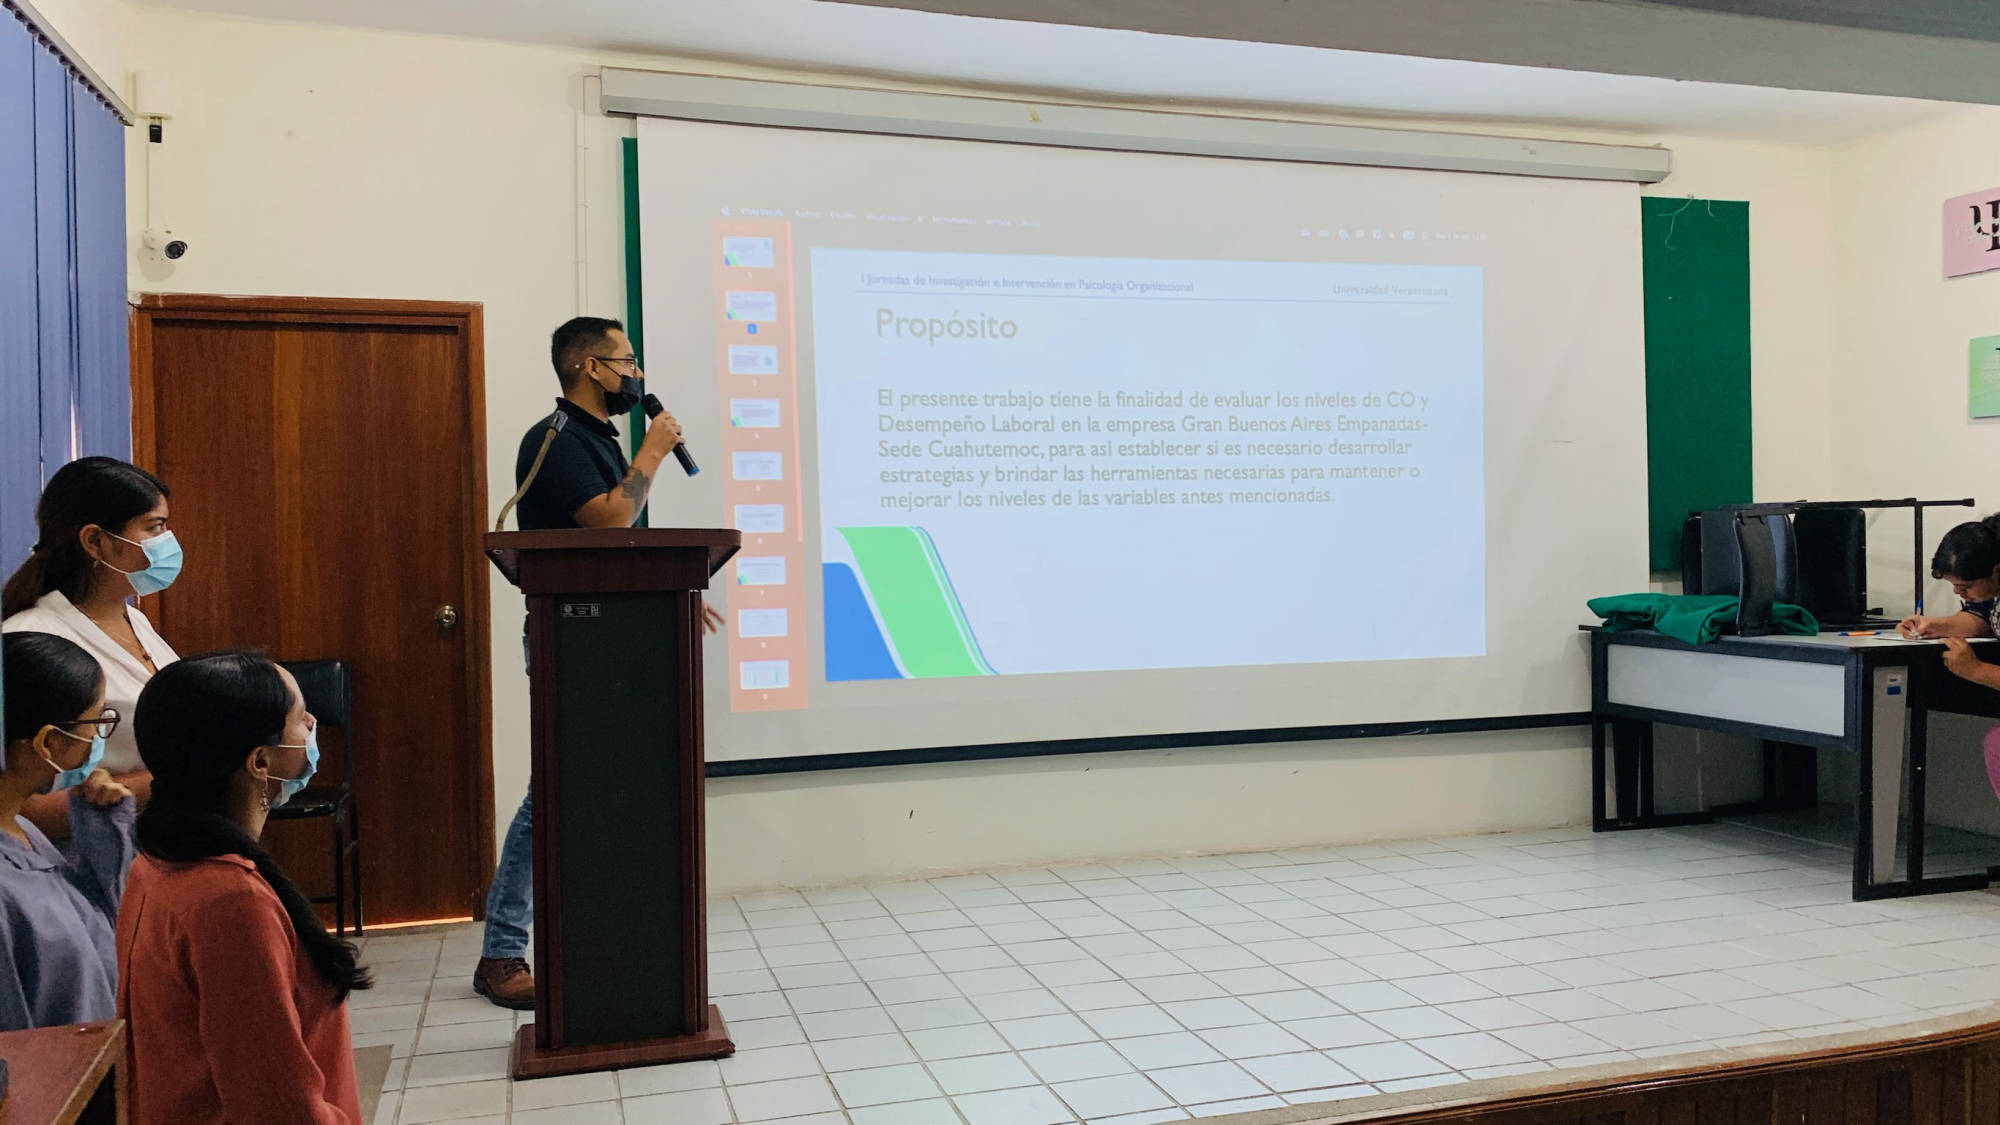 I Jornadas de Investigación e Intervención en Psicología Organizacional
Universidad Veracruzana
Propósito
El presente trabajo tiene la finalidad de evaluar los niveles de CO y
Desempeño Laboral en la empresa Gran Buenos Aires Empanadas-
Sede Cuahutemoc, para asi establecer si es necesario desarrollar
estrategias y brindar las herramientas necesarias para mantener o
mejorar los niveles de las variables antes mencionadas.